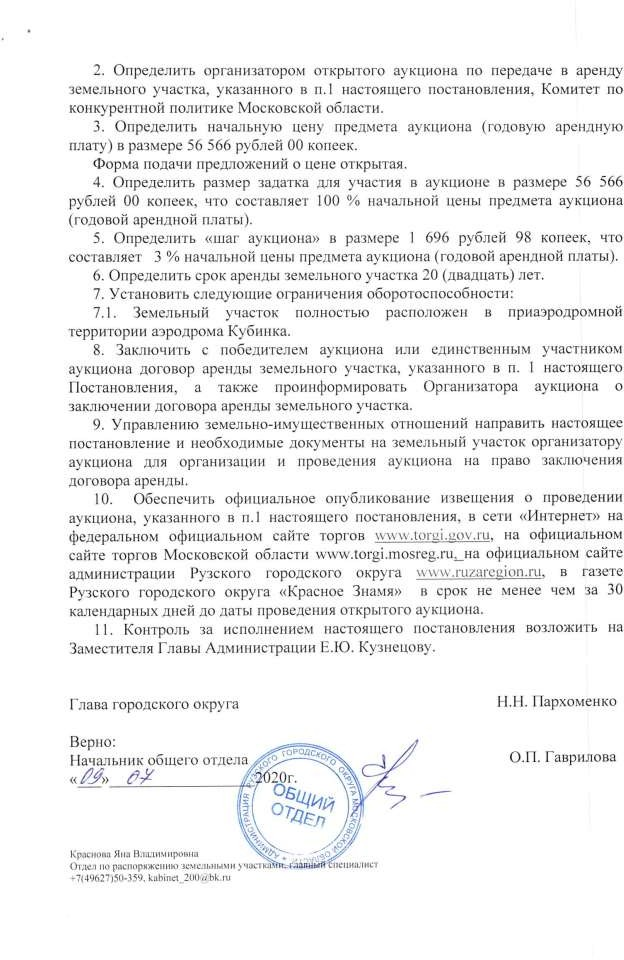 2. Определить организатором открытого аукциона по передаче в аренду
земельного участка, указанного в п.1 настоящего постановления, Комитет по
конкурентной политике Московской области.
3. Определить начальную цену предмета аукциона (годовую арендную
плату) в размере 56 566 рублей 00 копеек.
Форма подачи предложений о цене открытая.
4. Определить размер задатка для участия в аукционе в размере 56 566
рублей 00 копеек, что составляет 100 % начальной цены предмета аукциона
(годовой арендной платы).
5. Определить «шаг аукциона» в размере 1 696 рублей 98 копеек, что
составляет 3 % начальной цены предмета аукциона (годовой арендной платы).
6. Определить срок аренды земельного участка 20 (двадцать) лет.
7. Установить следующие ограничения оборотоспособности:
7.1. Земельный участок полностью расположен в приаэродромной
территории аэродрома Кубинка.
8. Заключить с победителем аукциона или единственным участником
аукциона договор аренды земельного участка, указанного в п. 1 настоящего
Постановления, а также проинформировать Организатора аукциона о
заключении договора аренды земельного участка.
9. Управлению земельно-имущественных отношений направить настоящее
постановление и необходимые документы на земельный участок организатору
аукциона для организации и проведения аукциона на право заключения
договора аренды.
10. Обеспечить официальное опубликование извещения о проведении
аукциона, указанного в п.1 настоящего постановления, в сети «Интернет» на
федеральном официальном сайте торгов www.torgi.gov.ru, на официальном
сайте торгов Московской области www.torgi.mosreg.ru, на официальном сайте
администрации Рузского городского округа www.ruzaregion.ru, в газете
Рузского городского округа «Красное Знамя» в срок не менее чем за 30
календарных дней до даты проведения открытого аукциона.
11. Контроль за исполнением настоящего постановления возложить на
Заместителя Главы Администрации Е.Ю. Кузнецову.
Глава городского округа Н.Н. Пархоменко
Верно:
Начальник общего отдела О.П. Гаврилова
«09» 07 2020г.
АДМИНИСТРАЦИЯ РУЗСКОГО ГОРОДСКОГО ОКРУГА МОСКОВСКОЙ ОБЛАСТИ
ОБЩИЙ
ОТДЕЛ
Краснова Яна Владимировна
Отдел по распоряжению земельными участками, главный специалист
+7(49627)50-359, kabinet_200@bk.ru